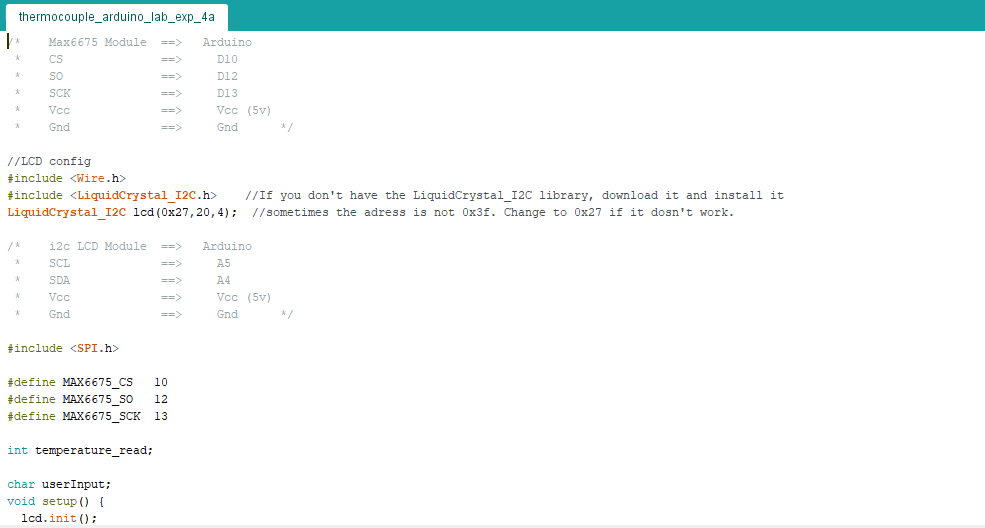 thermocouple_arduino_lab_exp_4a
/*    Max6675 Module  ==>   Arduino
 *    CS              ==>     D10
 *    SO              ==>     D12
 *    SCK             ==>     D13
 *    Vcc             ==>     Vcc (5v)
 *    Gnd             ==>     Gnd      */
//LCD config
#include <Wire.h>
#include <LiquidCrystal_I2C.h>    //If you don't have the LiquidCrystal_I2C library, download it and install it
LiquidCrystal_I2C lcd(0x27,20,4);  //sometimes the adress is not 0x3f. Change to 0x27 if it dosn't work.
/*    i2c LCD Module  ==>   Arduino
 *    SCL             ==>     A5
 *    SDA             ==>     A4
 *    Vcc             ==>     Vcc (5v)
 *    Gnd             ==>     Gnd      */
#include <SPI.h>
#define MAX6675_CS   10
#define MAX6675_SO   12
#define MAX6675_SCK  13
int temperature_read;
char userInput;
void setup() {
  lcd.init();